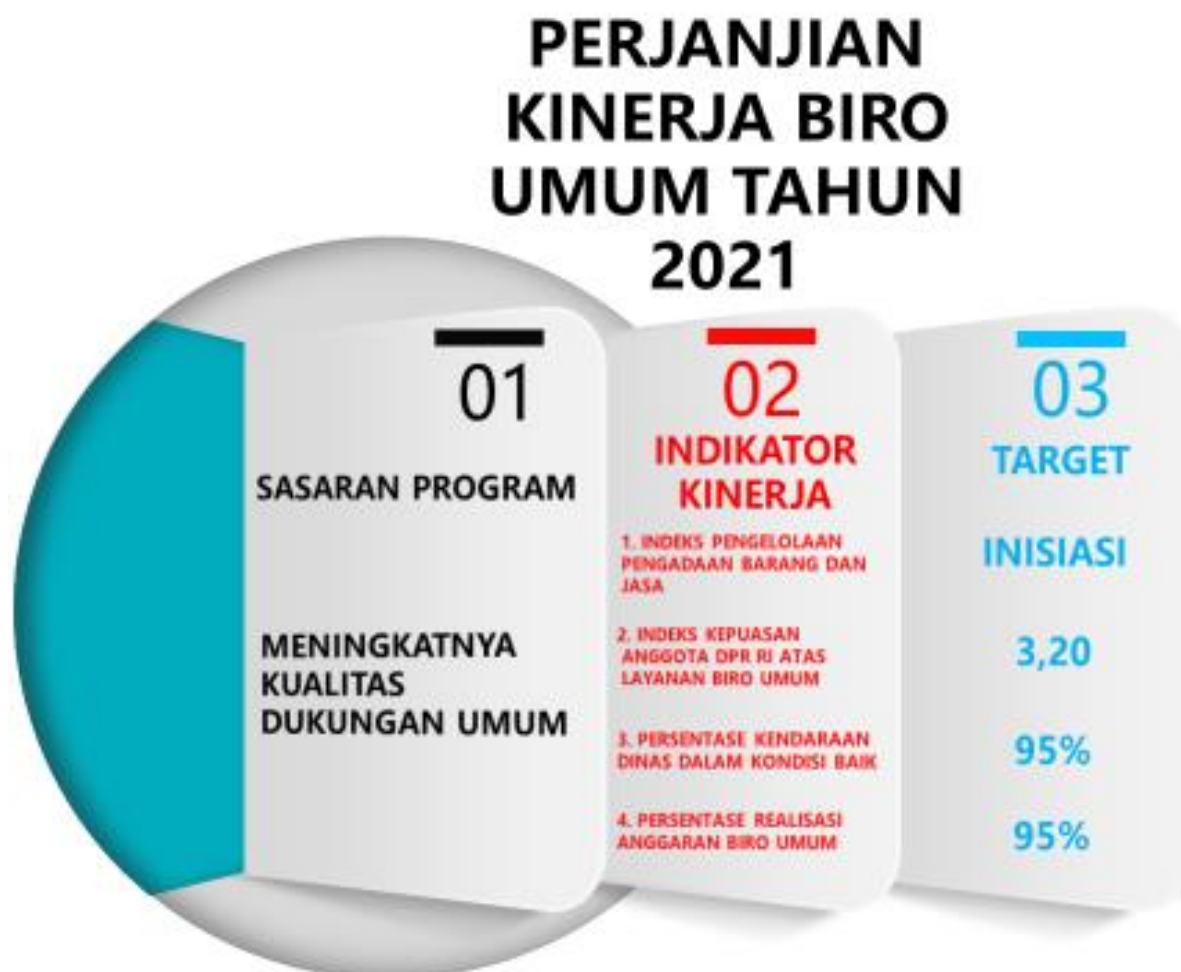 PERJANJIAN
KINERJA BIRO
UMUM TAHUN
2021
01
SASARAN PROGRAM
MENINGKATNYA
KUALITAS
DUKUNGAN UMUM
02
INDIKATOR
KINERJA
1. INDEKS PENGELOLAAN
PENGADAAN BARANG DAN
JASA
2. INDEKS KEPUASAN
ANGGOTA DPR RI ATAS
LAYANAN BIRO UMUM
3. PERSENTASE KENDARAAN
DINAS DALAM KONDISI BAIK
4. PERSENTASE REALISASI
ANGGARAN BIRO UMUM
03
TARGET
INISIASI
3,20
95%
95%